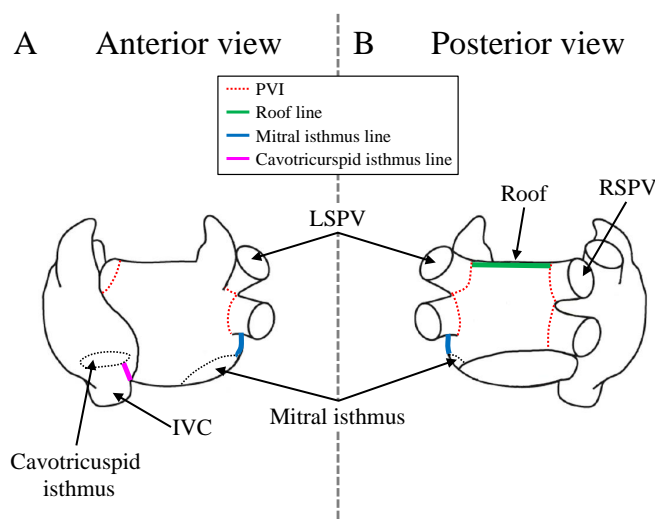 A
Anterior view
B
Posterior view
PVI
Roof line
Mitral isthmus line
Cavotricurspid isthmus line
LSPV
Roof
RSPV
Mitral isthmus
IVC
Cavotricuspid
isthmus